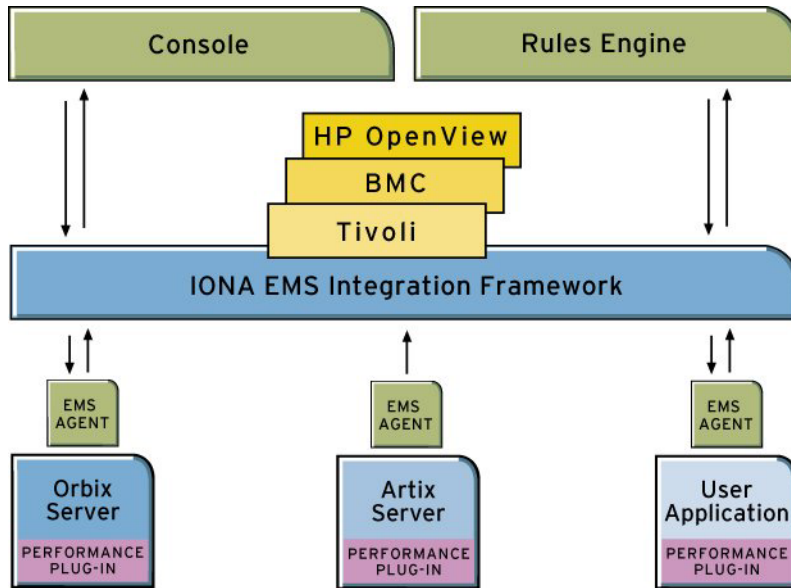 Console
Rules Engine
HP OpenView
BMC
Tivoli
IONA EMS Integration Framework
EMS
AGENT
EMS
AGENT
EMS
AGENT
Orbix
Server
PERFORMANCE
PLUG-IN
Artix
Server
PERFORMANCE
PLUG-IN
User
Application
PERFORMANCE
PLUG-IN